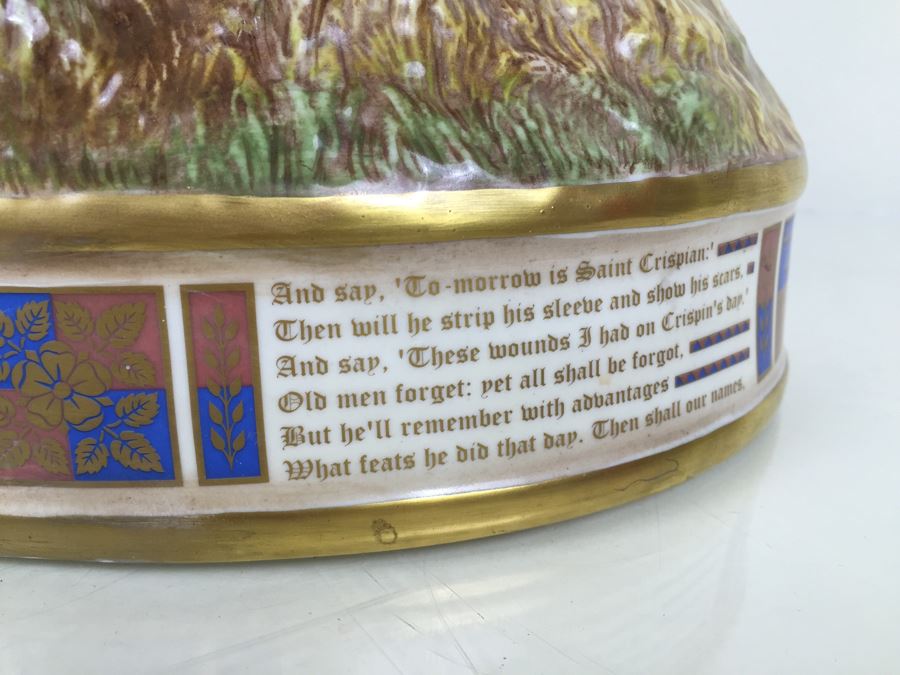 And say, 'To-morrow is Saint Crispian:'
Then will he strip his sleeve and show his scars,
And say, 'These wounds I had on Crispin's day.'
Old men forget: yet all shall be forgot,
But he'll remember with advantages
What feats he did that day. Then shall our names,